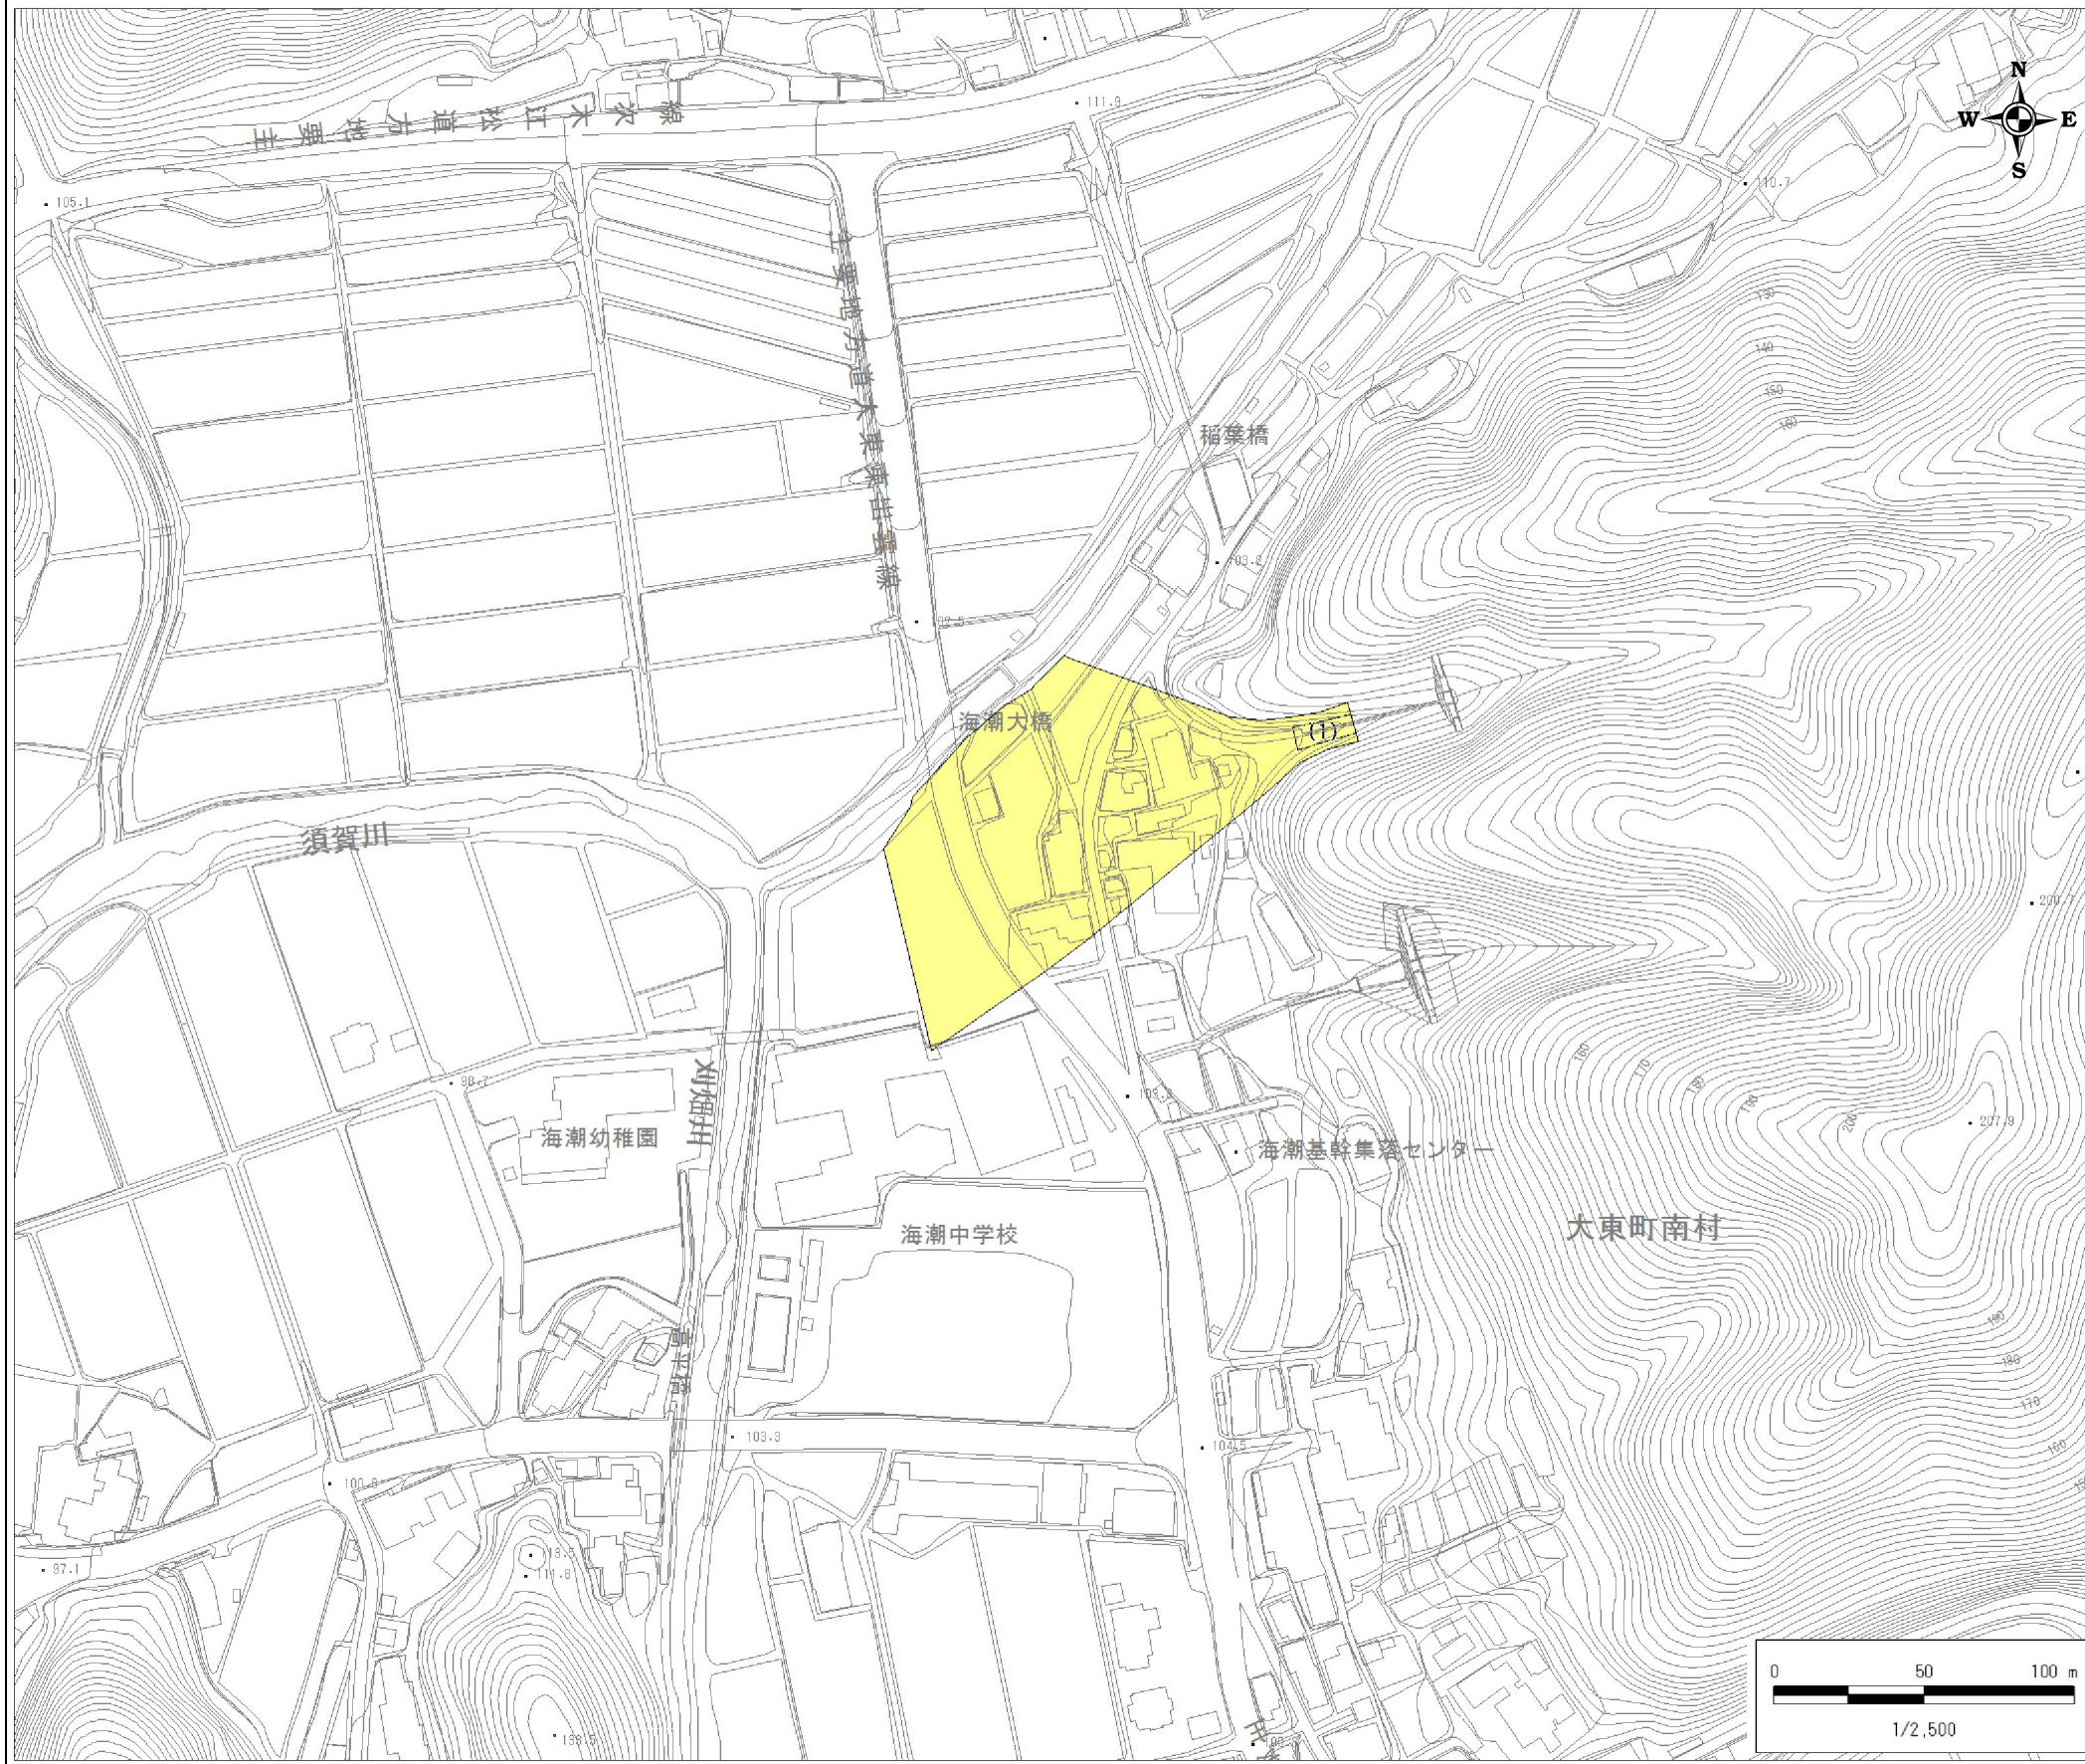 N
W E
S
主要地方道松江木次線
111.9
110.7
105.1
主要地方道大東東出雲線
130
140
150
160
稲葉橋
103.2
102.5
海潮大橋
(1)
須賀川
200.7
98.7
刈畑川
海潮幼稚園
160
170
180
190
200
207.9
海潮基幹集落センター
大東町南村
海潮中学校
高平橋
190
180
170
160
103.3
104.5
97.1
111.8
0 50 100 m
1/2,500